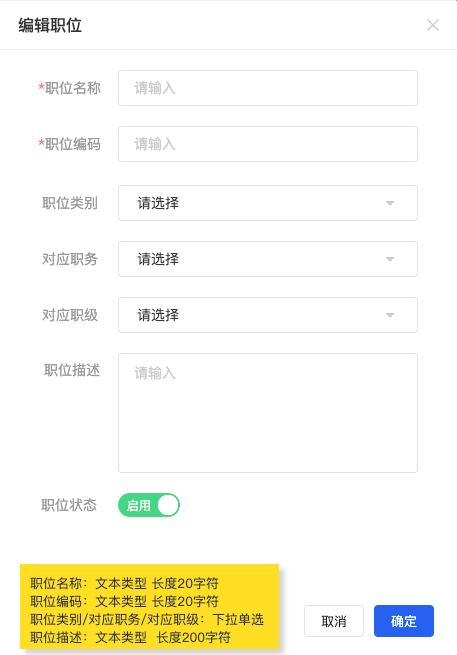 编辑职位
*职位名称 请输入
*职位编码 请输入
职位类别 请选择
对应职务 请选择
对应职级 请选择
职位描述 请输入
职位状态 启用
职位名称：文本类型 长度20字符
职位编码：文本类型 长度20字符
职位类别/对应职务/对应职级：下拉单选
职位描述：文本类型 长度200字符
取消 确定